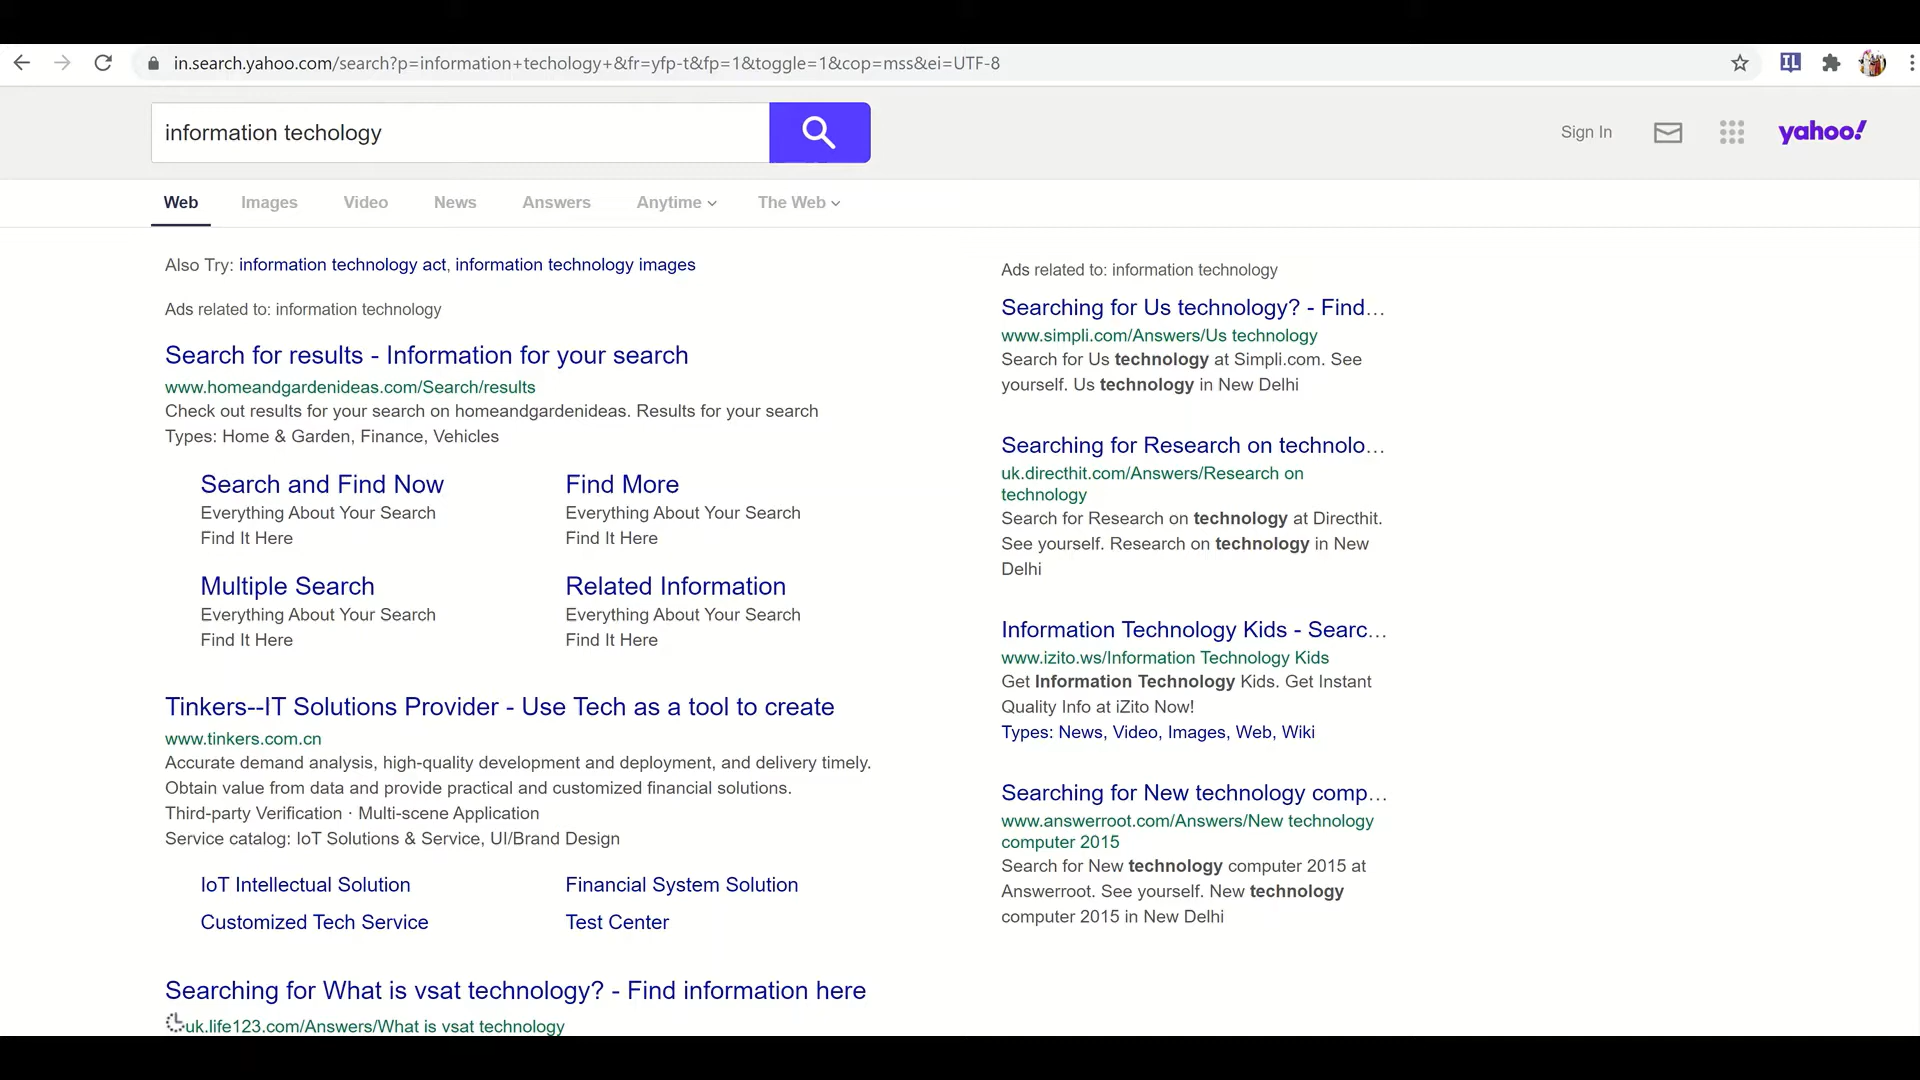 in.search.yahoo.com/search?p=information+techology+&fr=yfp-t&fp=1&toggle=1&cop=mss&ei=UTF-8
IL
information techology
Sign In
yahoo!
Web Images Video News Answers Anytime The Web
Also Try: information technology act, information technology images
Ads related to: information technology
Search for results - Information for your search
www.homeandgardenideas.com/Search/results
Check out results for your search on homeandgardenideas. Results for your search
Types: Home & Garden, Finance, Vehicles
Search and Find Now
Everything About Your Search
Find It Here
Find More
Everything About Your Search
Find It Here
Multiple Search
Everything About Your Search
Find It Here
Related Information
Everything About Your Search
Find It Here
Tinkers--IT Solutions Provider - Use Tech as a tool to create
www.tinkers.com.cn
Accurate demand analysis, high-quality development and deployment, and delivery timely.
Obtain value from data and provide practical and customized financial solutions.
Third-party Verification · Multi-scene Application
Service catalog: IoT Solutions & Service, UI/Brand Design
IoT Intellectual Solution
Financial System Solution
Customized Tech Service
Test Center
Searching for What is vsat technology? - Find information here
uk.life123.com/Answers/What is vsat technology
Ads related to: information technology
Searching for Us technology? - Find...
www.simpli.com/Answers/Us technology
Search for Us technology at Simpli.com. See
yourself. Us technology in New Delhi
Searching for Research on technolo...
uk.directhit.com/Answers/Research on
technology
Search for Research on technology at Directhit.
See yourself. Research on technology in New
Delhi
Information Technology Kids - Searc...
www.izito.ws/Information Technology Kids
Get Information Technology Kids. Get Instant
Quality Info at iZito Now!
Types: News, Video, Images, Web, Wiki
Searching for New technology comp...
www.answerroot.com/Answers/New technology
computer 2015
Search for New technology computer 2015 at
Answerroot. See yourself. New technology
computer 2015 in New Delhi